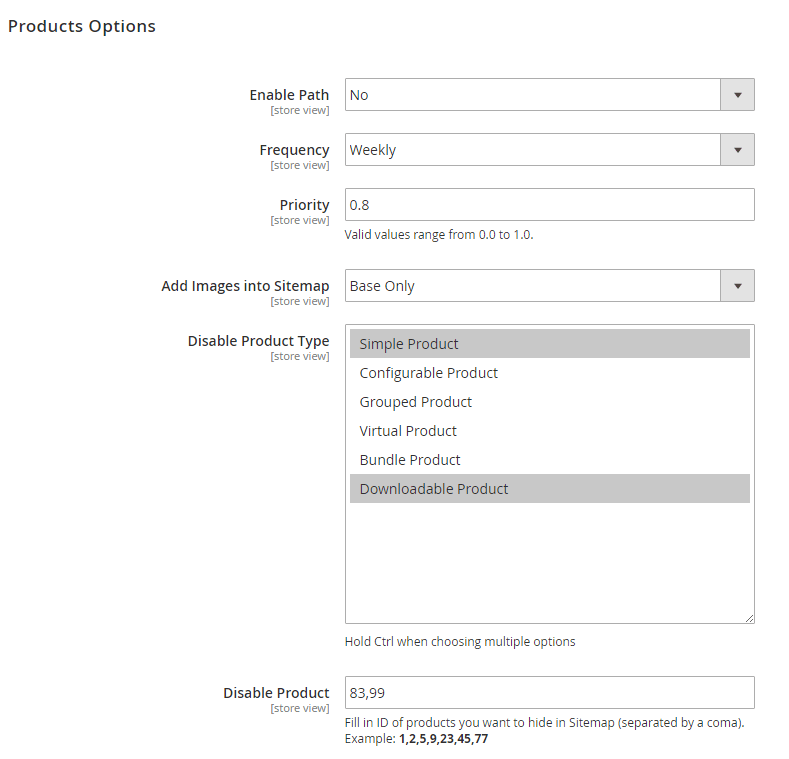 Products Options
Enable Path
[store view]
No
Frequency
[store view]
Weekly
Priority
[store view]
0.8
Valid values range from 0.0 to 1.0.
Add Images into Sitemap
[store view]
Base Only
Disable Product Type
[store view]
Simple Product
Configurable Product
Grouped Product
Virtual Product
Bundle Product
Downloadable Product
Hold Ctrl when choosing multiple options
Disable Product
[store view]
83,99
Fill in ID of products you want to hide in Sitemap (separated by a coma).
Example: 1,2,5,9,23,45,77